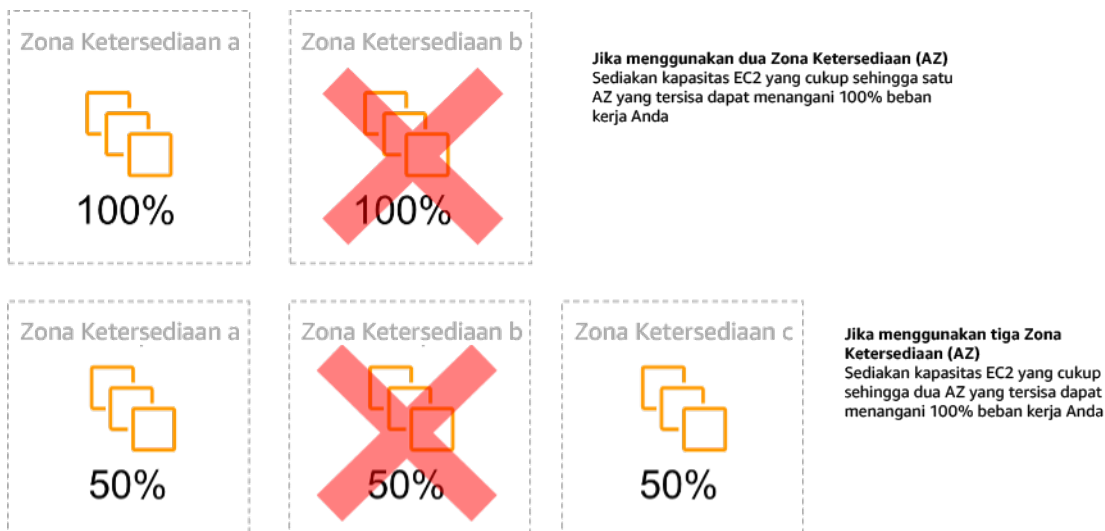 Zona Ketersediaan a
Zona Ketersediaan b
Jika menggunakan dua Zona Ketersediaan (AZ)
Sediakan kapasitas EC2 yang cukup sehingga satu
AZ yang tersisa dapat menangani 100% beban
kerja Anda
100%
100%
Zona Ketersediaan a
Zona Ketersediaan b
Zona Ketersediaan c
Jika menggunakan tiga Zona
Ketersediaan (AZ)
Sediakan kapasitas EC2 yang cukup
sehingga dua AZ yang tersisa dapat
menangani 100% beban kerja Anda
50%
50%
50%